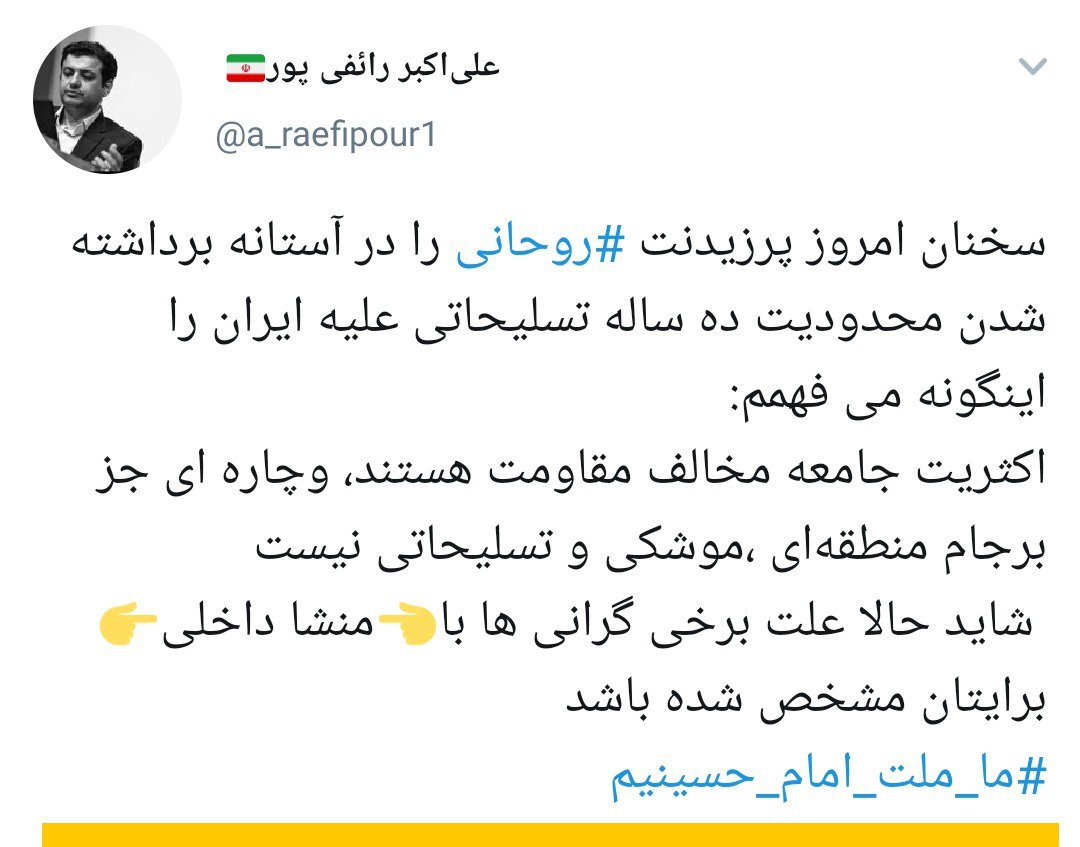 علی‌اکبر رائفی پور🇮🇷
@a_raefipour1
سخنان امروز پرزیدنت #روحانی را در آستانه برداشته
شدن محدودیت ده ساله تسلیحاتی علیه ایران را
اینگونه می فهمم:
اکثریت جامعه مخالف مقاومت هستند، وچاره ای جز
برجام منطقه‌ای ،موشکی و تسلیحاتی نیست
شاید حالا علت برخی گرانی ها با👈منشا داخلی👉
برایتان مشخص شده باشد
#ما_ملت_امام_حسینیم